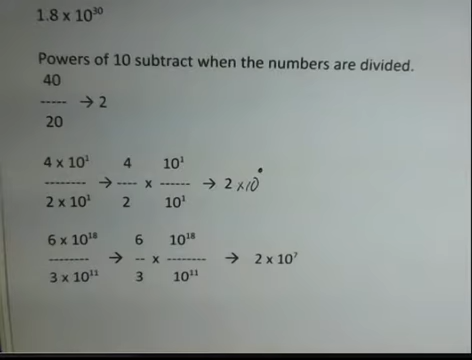 1.8 x 10³⁰
Powers of 10 subtract when the numbers are divided.
40
----- → 2
20
4 x 10¹ 4 10¹
-------- → ---- x ------ → 2 x10
2 x 10¹ 2 10¹
6 x 10¹⁸ 6 10¹⁸
-------- → -- x -------- → 2 x 10⁷
3 x 10¹¹ 3 10¹¹